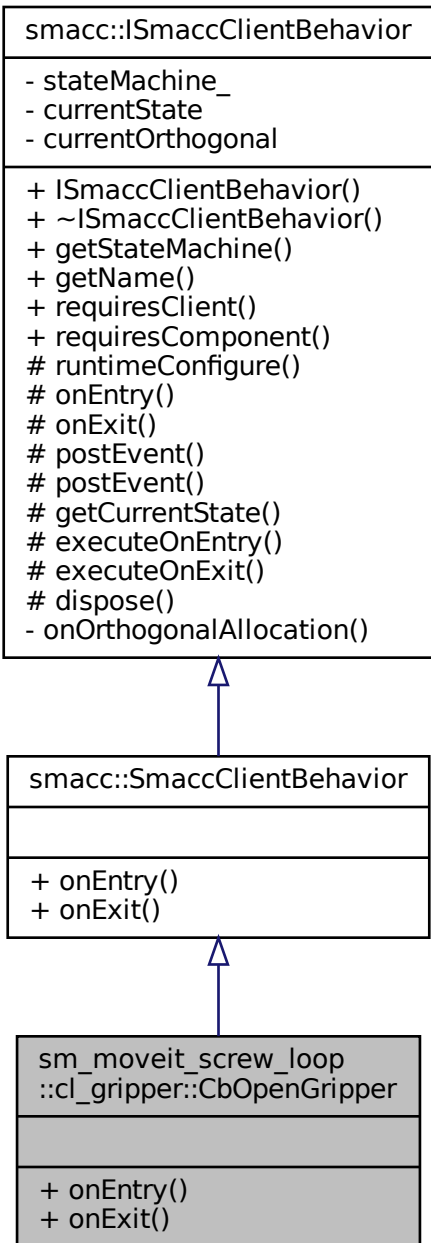 smacc::ISmaccClientBehavior
- stateMachine_
- currentState
- currentOrthogonal
+ ISmaccClientBehavior()
+ ~ISmaccClientBehavior()
+ getStateMachine()
+ getName()
+ requiresClient()
+ requiresComponent()
# runtimeConfigure()
# onEntry()
# onExit()
# postEvent()
# postEvent()
# getCurrentState()
# executeOnEntry()
# executeOnExit()
# dispose()
- onOrthogonalAllocation()
smacc::SmaccClientBehavior
+ onEntry()
+ onExit()
sm_moveit_screw_loop
::cl_gripper::CbOpenGripper
+ onEntry()
+ onExit()